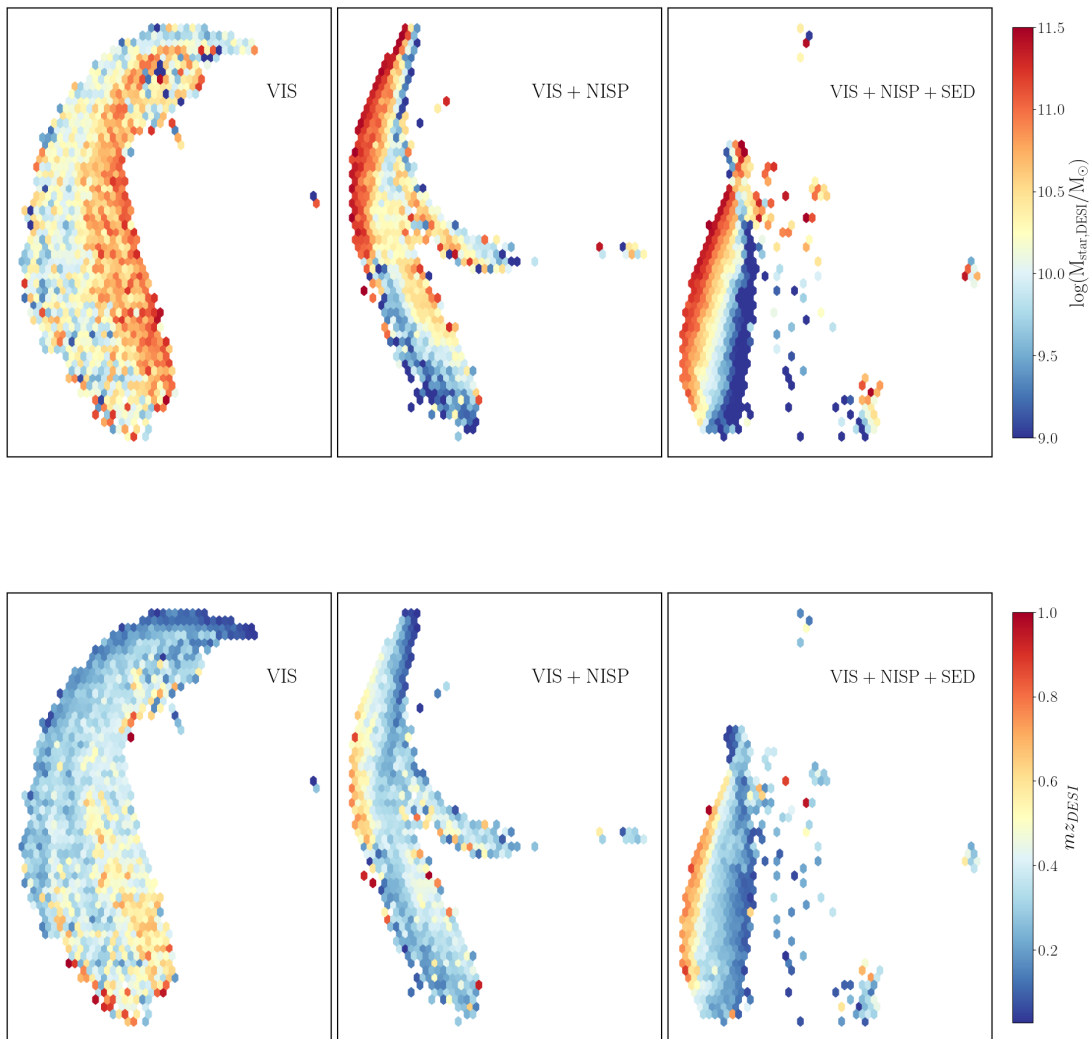 VIS
VIS + NISP
VIS + NISP + SED
11.5
11.0
10.5
10.0
9.5
9.0
log(M_star,DESI/M_⊙)
VIS
VIS + NISP
VIS + NISP + SED
1.0
0.8
0.6
0.4
0.2
mz_DESI